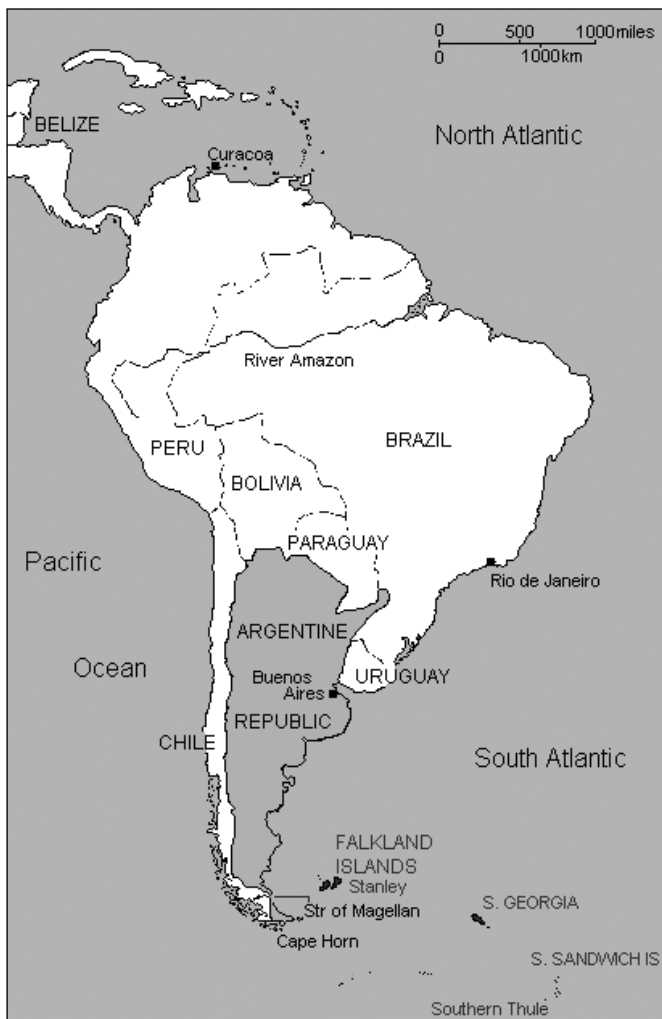 0 500 1000miles
0 1000km
BELIZE
North Atlantic
Curacoa
River Amazon
PERU
BRAZIL
BOLIVIA
PARAGUAY
Pacific
Rio de Janeiro
ARGENTINE
Ocean
Buenos
Aires
URUGUAY
REPUBLIC
CHILE
South Atlantic
FALKLAND
ISLANDS
Stanley
S. GEORGIA
Str of Magellan
Cape Horn
S. SANDWICH IS
Southern Thule